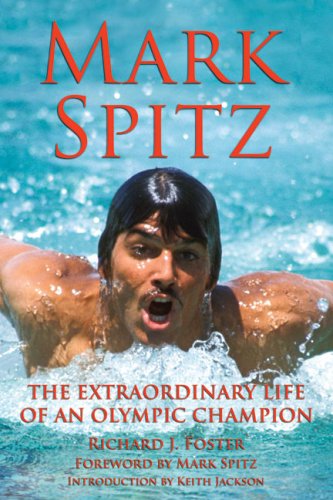 MARK
SPITZ
THE EXTRAORDINARY LIFE
OF AN OLYMPIC CHAMPION
RICHARD J. FOSTER
FOREWORD BY MARK SPITZ
INTRODUCTION BY KEITH JACKSON